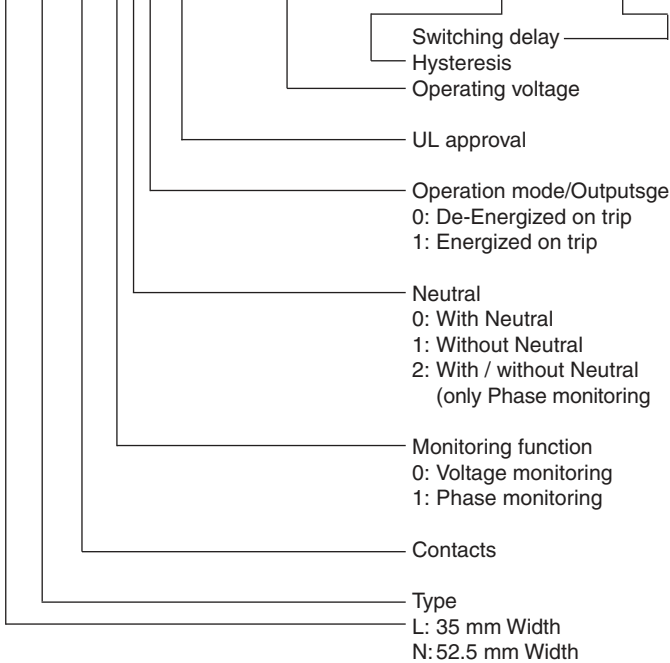 Switching delay
Hysteresis
Operating voltage
UL approval
Operation mode/Outputsge
0: De-Energized on trip
1: Energized on trip
Neutral
0: With Neutral
1: Without Neutral
2: With / without Neutral
(only Phase monitoring
Monitoring function
0: Voltage monitoring
1: Phase monitoring
Contacts
Type
L: 35 mm Width
N: 52.5 mm Width